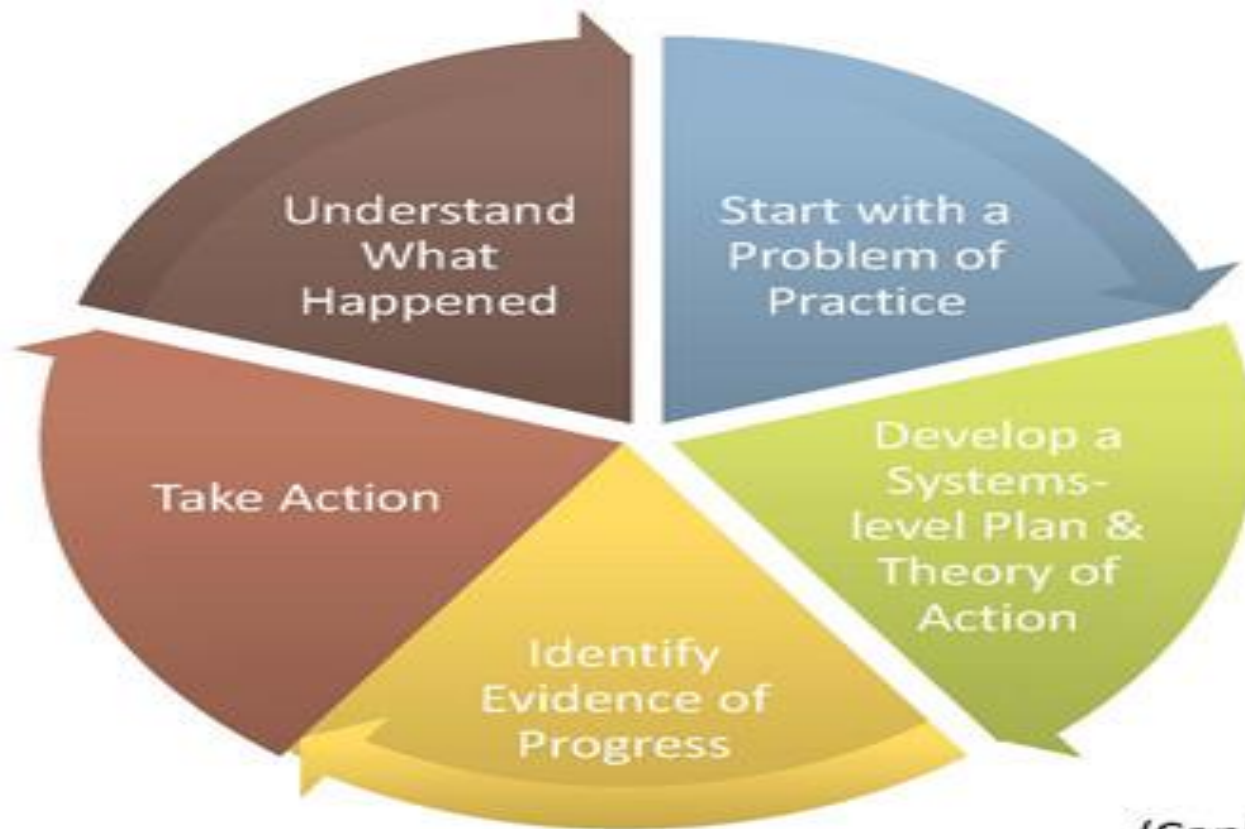 Start with a
Problem of
Practice
Develop a
Systems-
level Plan &
Theory of
Action
Identify
Evidence of
Progress
Take Action
Understand
What
Happened